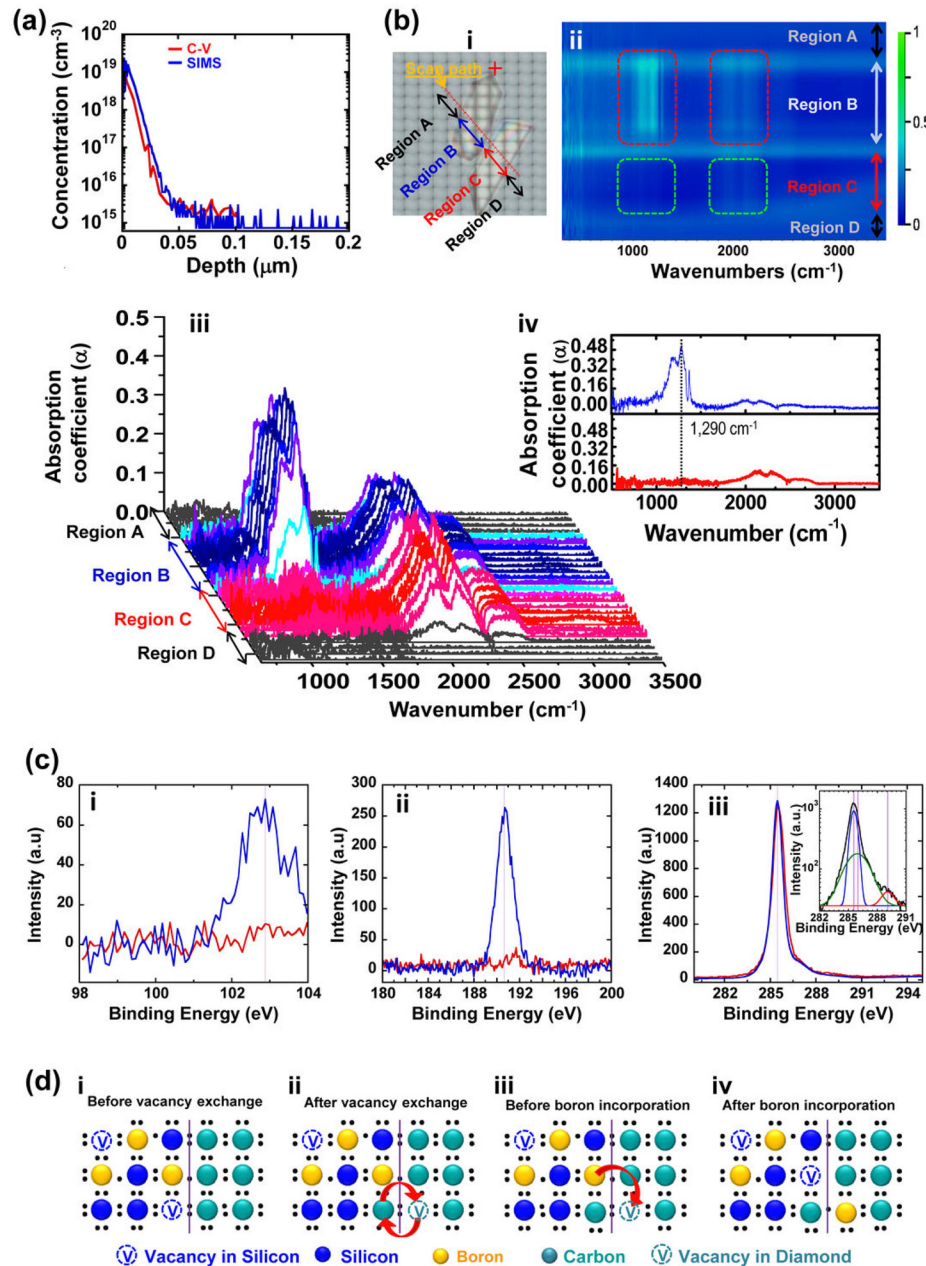 (a)
Concentration (cm⁻³)
10²⁰
10¹⁹
10¹⁸
10¹⁷
10¹⁶
10¹⁵
C-V
SIMS
0 0.05 0.1 0.15 0.2
Depth (μm)
(b)
i
Scan path
Region A
Region B
Region C
Region D
ii
Region A
Region B
Region C
Region D
1000 2000 3000
Wavenumbers (cm⁻¹)
1
0.5
0
iii
Absorption
coefficient (α)
0.5
0.4
0.3
0.2
0.1
0.0
Region A
Region B
Region C
Region D
1000 1500 2000 2500 3000 3500
Wavenumber (cm⁻¹)
iv
Absorption
coefficient (α)
0.48
0.32
0.16
0.00
1,290 cm⁻¹
0.48
0.32
0.16
0.00
1000 2000 3000
Wavenumber (cm⁻¹)
(c)
i
Intensity (a.u)
80
60
40
20
0
98 100 102 104
Binding Energy (eV)
ii
Intensity (a.u)
300
250
200
150
100
50
0
180 184 188 192 196 200
Binding Energy (eV)
iii
Intensity (a.u)
1400
1200
1000
800
600
400
200
0
282 285 288 291 294
Binding Energy (eV)
Intensity (a.u)
10³
10²
282 285 288 291
Binding Energy (eV)
(d)
i
Before vacancy exchange
V
V
ii
After vacancy exchange
V
V
iii
Before boron incorporation
V
V
iv
After boron incorporation
V
V
V Vacancy in Silicon Silicon Boron Carbon V Vacancy in Diamond